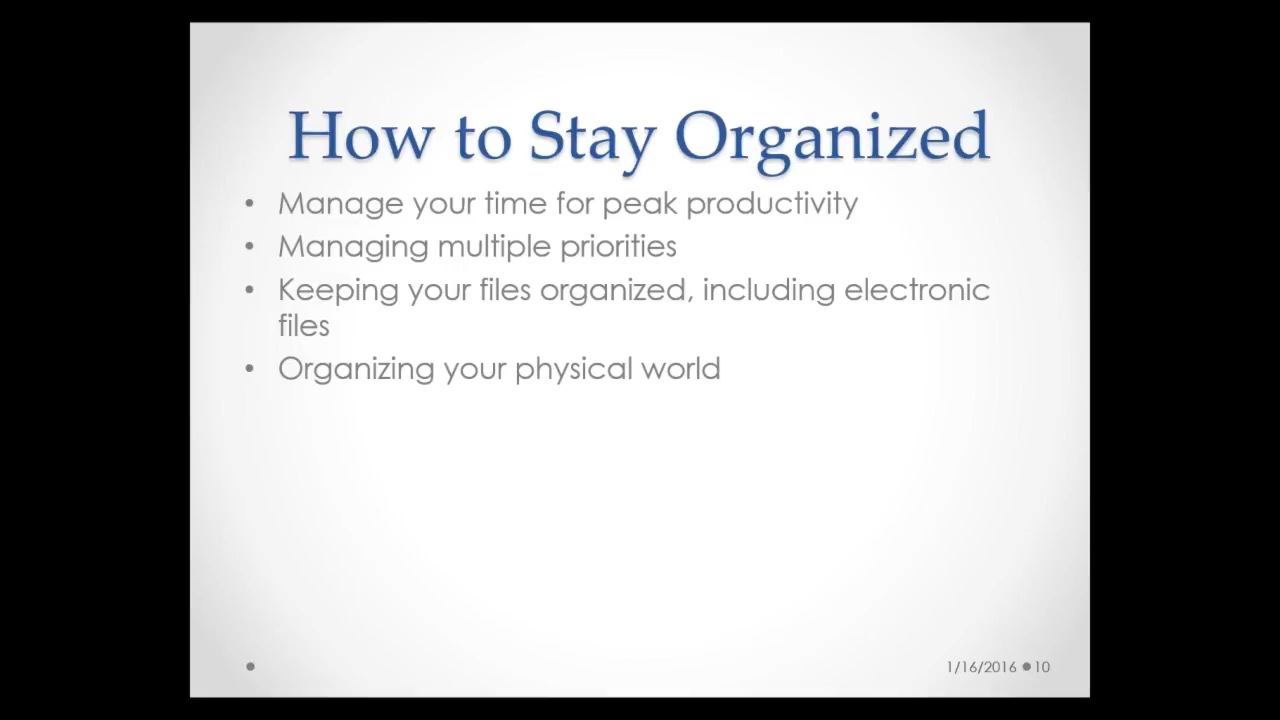 How to Stay Organized
• Manage your time for peak productivity
• Managing multiple priorities
• Keeping your files organized, including electronic
files
• Organizing your physical world
1/16/2016 • 10